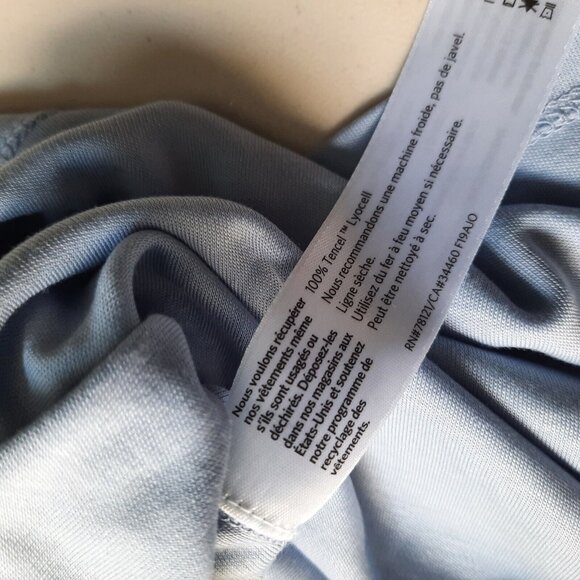 100% Tencel™ Lyocell
Nous recommandons une machine froide, pas de javel.
Ligne sèche.
Utilisez du fer à feu moyen si nécessaire.
Peut être nettoyé à sec.
RN#7812Y/CA#34460 F19AJO
Nous voulons récupérer
nos vêtements même
s'ils sont usagés ou
déchirés. Déposez-les
dans nos magasins aux
États-Unis et soutenez
notre programme de
recyclage des
vêtements.